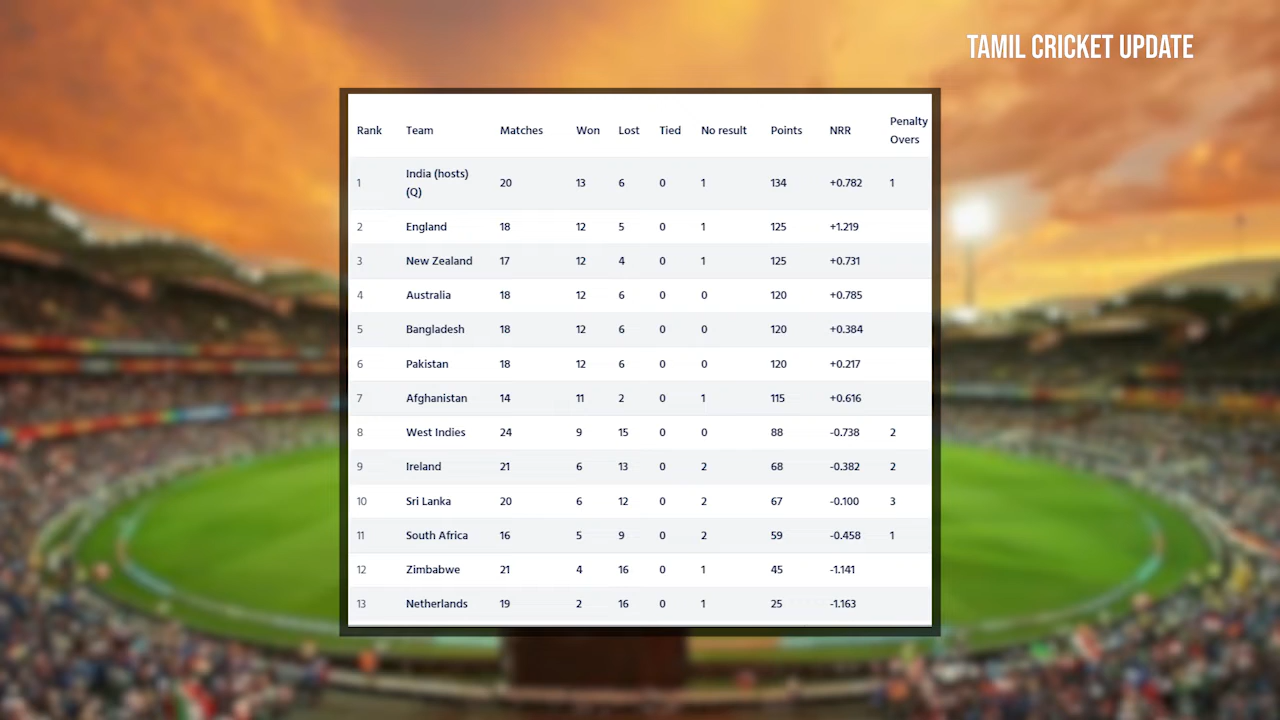 TAMIL CRICKET UPDATE
Rank Team Matches Won Lost Tied No result Points NRR Penalty Overs
1 India (hosts) (Q) 20 13 6 0 1 134 +0.782 1
2 England 18 12 5 0 1 125 +1.219
3 New Zealand 17 12 4 0 1 125 +0.731
4 Australia 18 12 6 0 0 120 +0.785
5 Bangladesh 18 12 6 0 0 120 +0.384
6 Pakistan 18 12 6 0 0 120 +0.217
7 Afghanistan 14 11 2 0 1 115 +0.616
8 West Indies 24 9 15 0 0 88 -0.738 2
9 Ireland 21 6 13 0 2 68 -0.382 2
10 Sri Lanka 20 6 12 0 2 67 -0.100 3
11 South Africa 16 5 9 0 2 59 -0.458 1
12 Zimbabwe 21 4 16 0 1 45 -1.141
13 Netherlands 19 2 16 0 1 25 -1.163